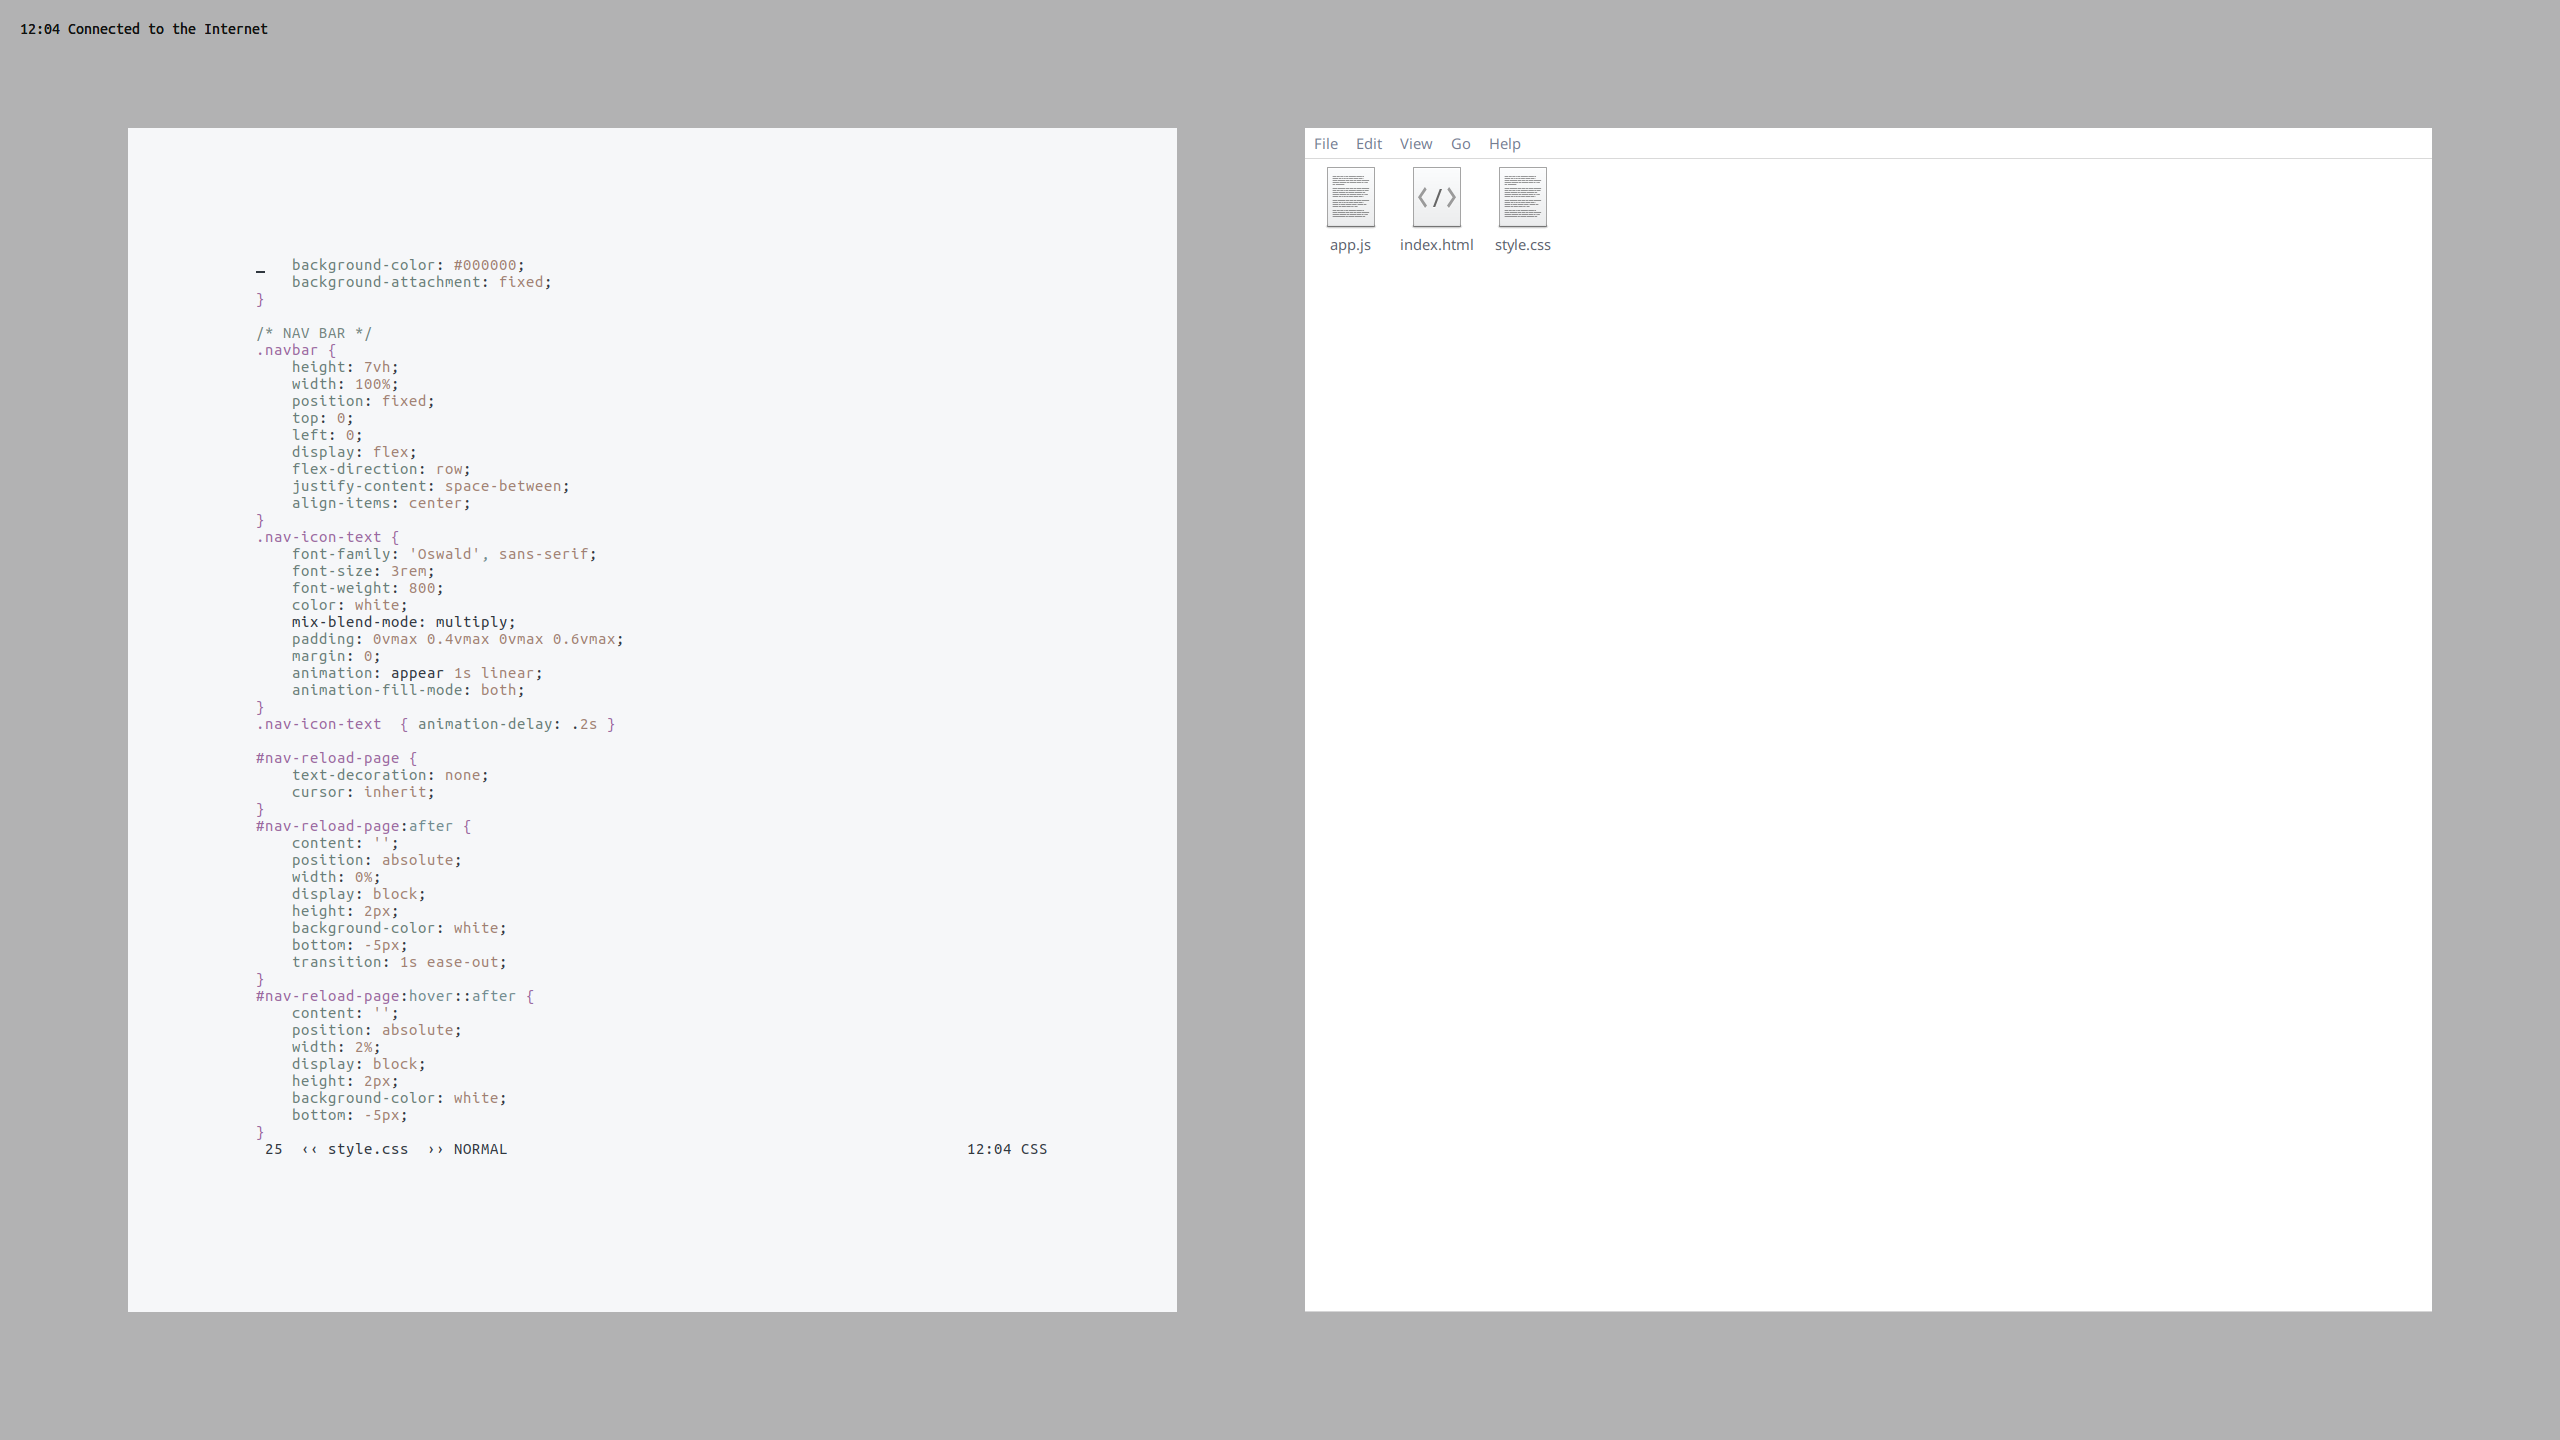 12:04 Connected to the Internet
    background-color: #000000;
    background-attachment: fixed;
}

/* NAV BAR */
.navbar {
    height: 7vh;
    width: 100%;
    position: fixed;
    top: 0;
    left: 0;
    display: flex;
    flex-direction: row;
    justify-content: space-between;
    align-items: center;
}
.nav-icon-text {
    font-family: 'Oswald', sans-serif;
    font-size: 3rem;
    font-weight: 800;
    color: white;
    mix-blend-mode: multiply;
    padding: 0vmax 0.4vmax 0vmax 0.6vmax;
    margin: 0;
    animation: appear 1s linear;
    animation-fill-mode: both;
}
.nav-icon-text  { animation-delay: .2s }

#nav-reload-page {
    text-decoration: none;
    cursor: inherit;
}
#nav-reload-page:after {
    content: '';
    position: absolute;
    width: 0%;
    display: block;
    height: 2px;
    background-color: white;
    bottom: -5px;
    transition: 1s ease-out;
}
#nav-reload-page:hover::after {
    content: '';
    position: absolute;
    width: 2%;
    display: block;
    height: 2px;
    background-color: white;
    bottom: -5px;
}
25  ‹‹ style.css  ›› NORMAL 12:04 CSS
File Edit View Go Help
</>
app.js index.html style.css